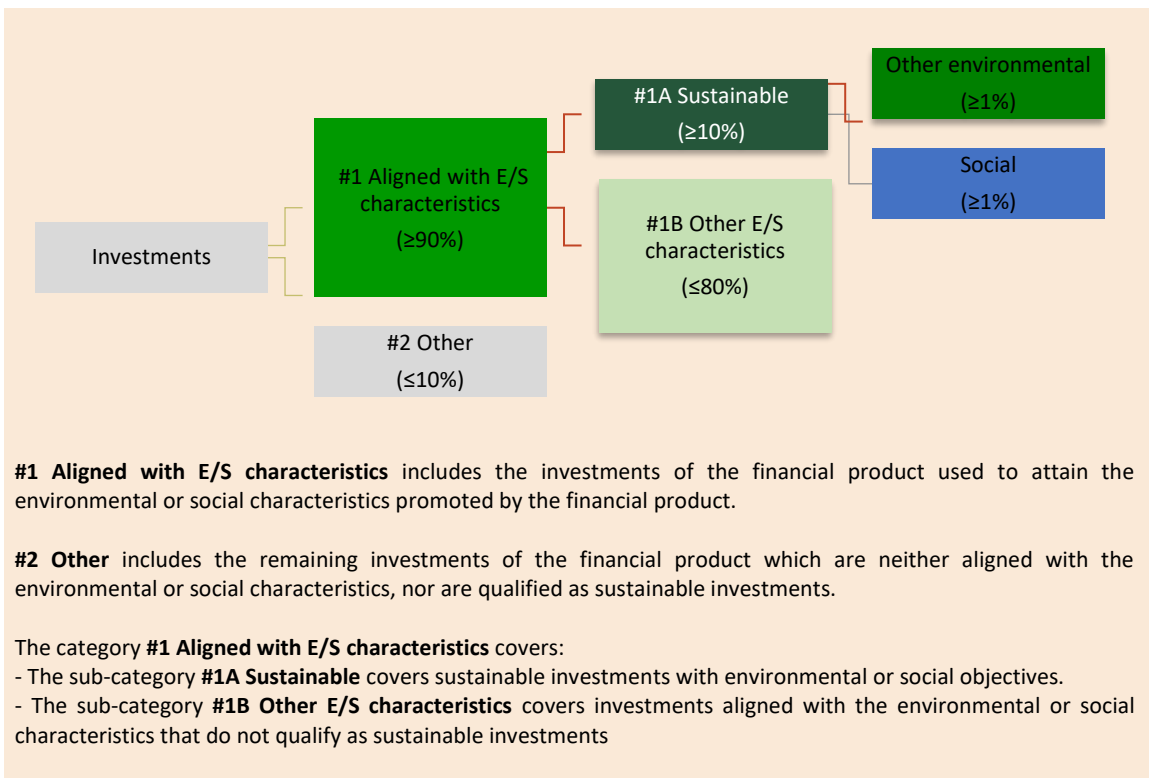 Investments
#1 Aligned with E/S
characteristics
(≥90%)
#2 Other
(≤10%)
#1A Sustainable
(≥10%)
#1B Other E/S
characteristics
(≤80%)
Other environmental
(≥1%)
Social
(≥1%)
#1 Aligned with E/S characteristics includes the investments of the financial product used to attain the
environmental or social characteristics promoted by the financial product.
#2 Other includes the remaining investments of the financial product which are neither aligned with the
environmental or social characteristics, nor are qualified as sustainable investments.
The category #1 Aligned with E/S characteristics covers:
- The sub-category #1A Sustainable covers sustainable investments with environmental or social objectives.
- The sub-category #1B Other E/S characteristics covers investments aligned with the environmental or social
characteristics that do not qualify as sustainable investments